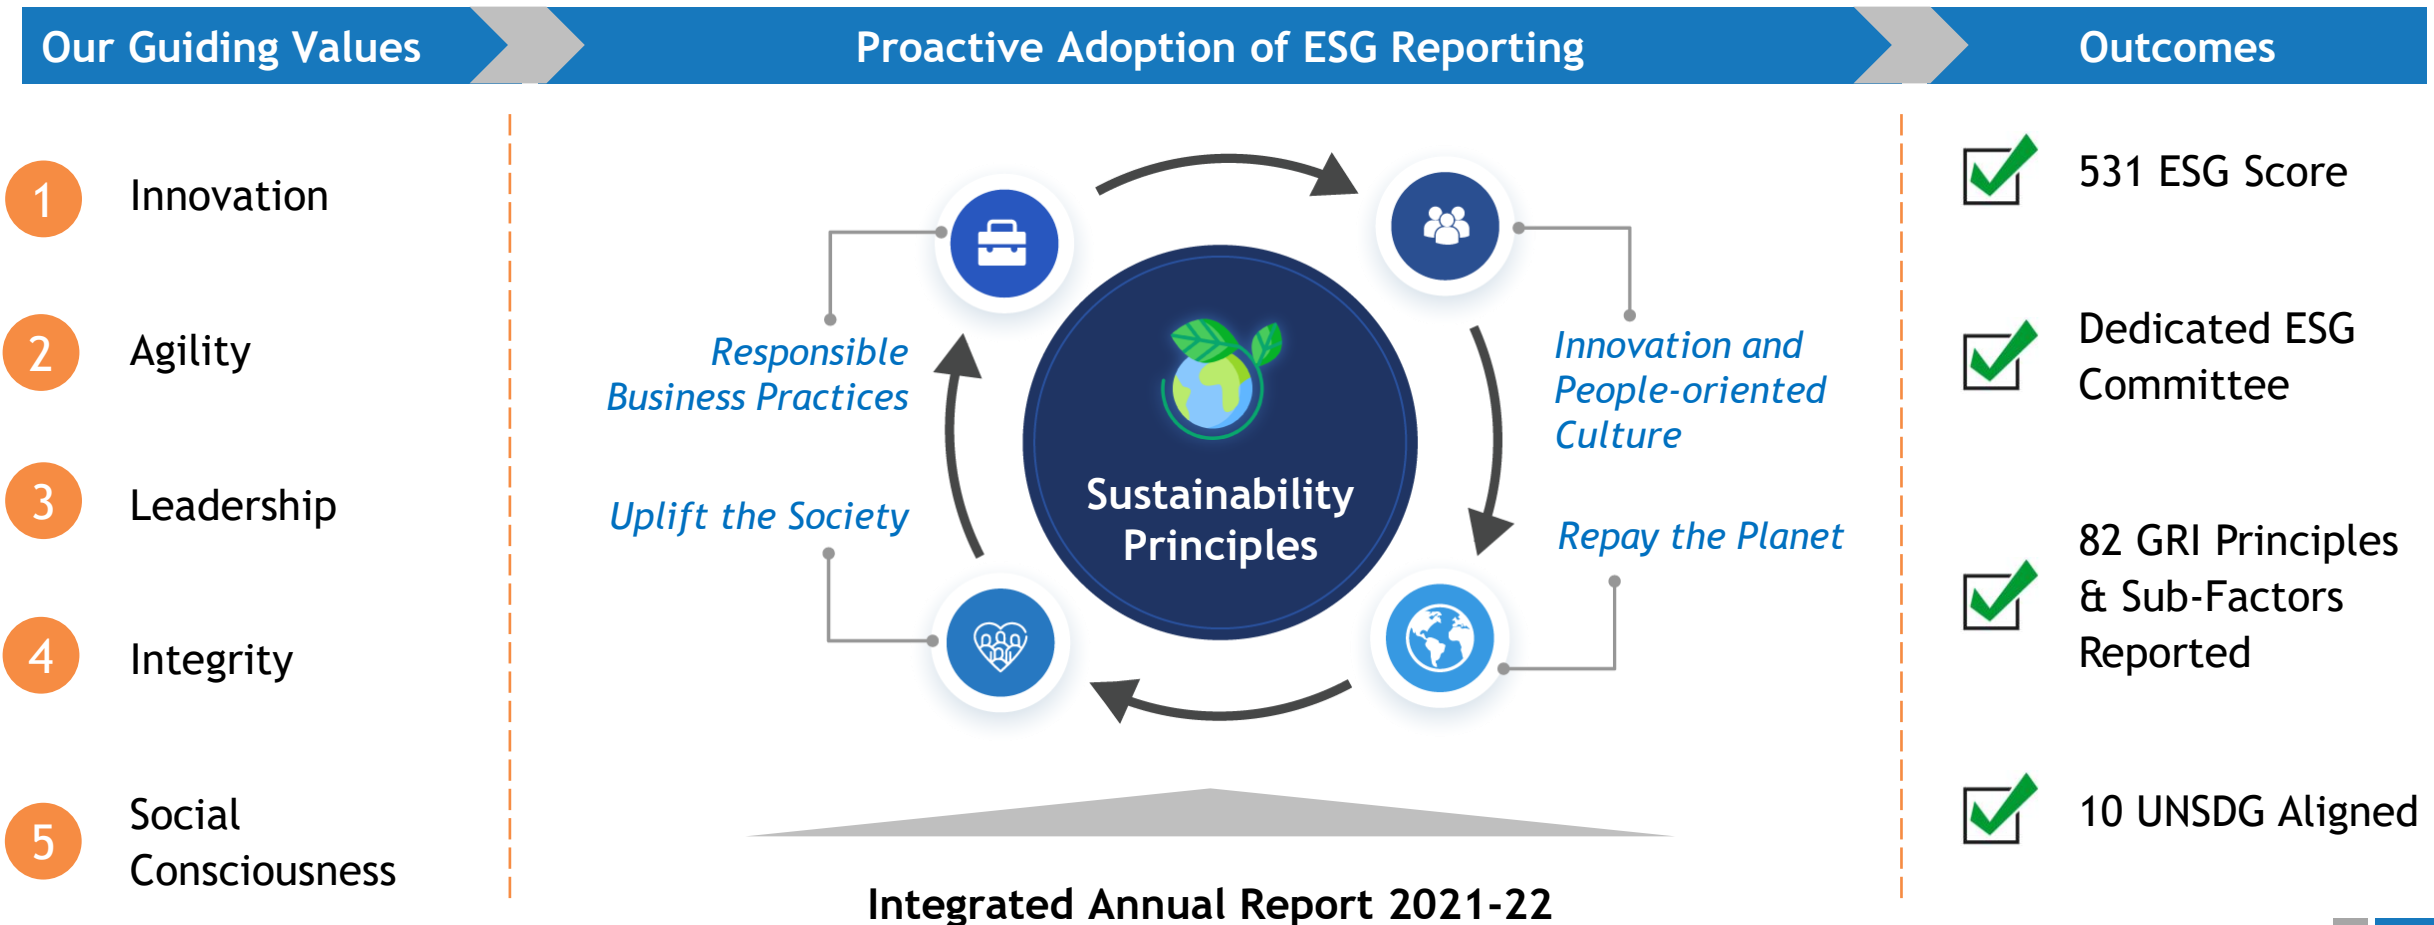 Our Guiding Values
Proactive Adoption of ESG Reporting
Outcomes
1
Innovation
2
Agility
3
Leadership
4
Integrity
5
Social
Consciousness
Responsible
Business Practices
Innovation and
People-oriented
Culture
Uplift the Society
Repay the Planet
Sustainability
Principles
Integrated Annual Report 2021-22
531 ESG Score
Dedicated ESG
Committee
82 GRI Principles
& Sub-Factors
Reported
10 UNSDG Aligned